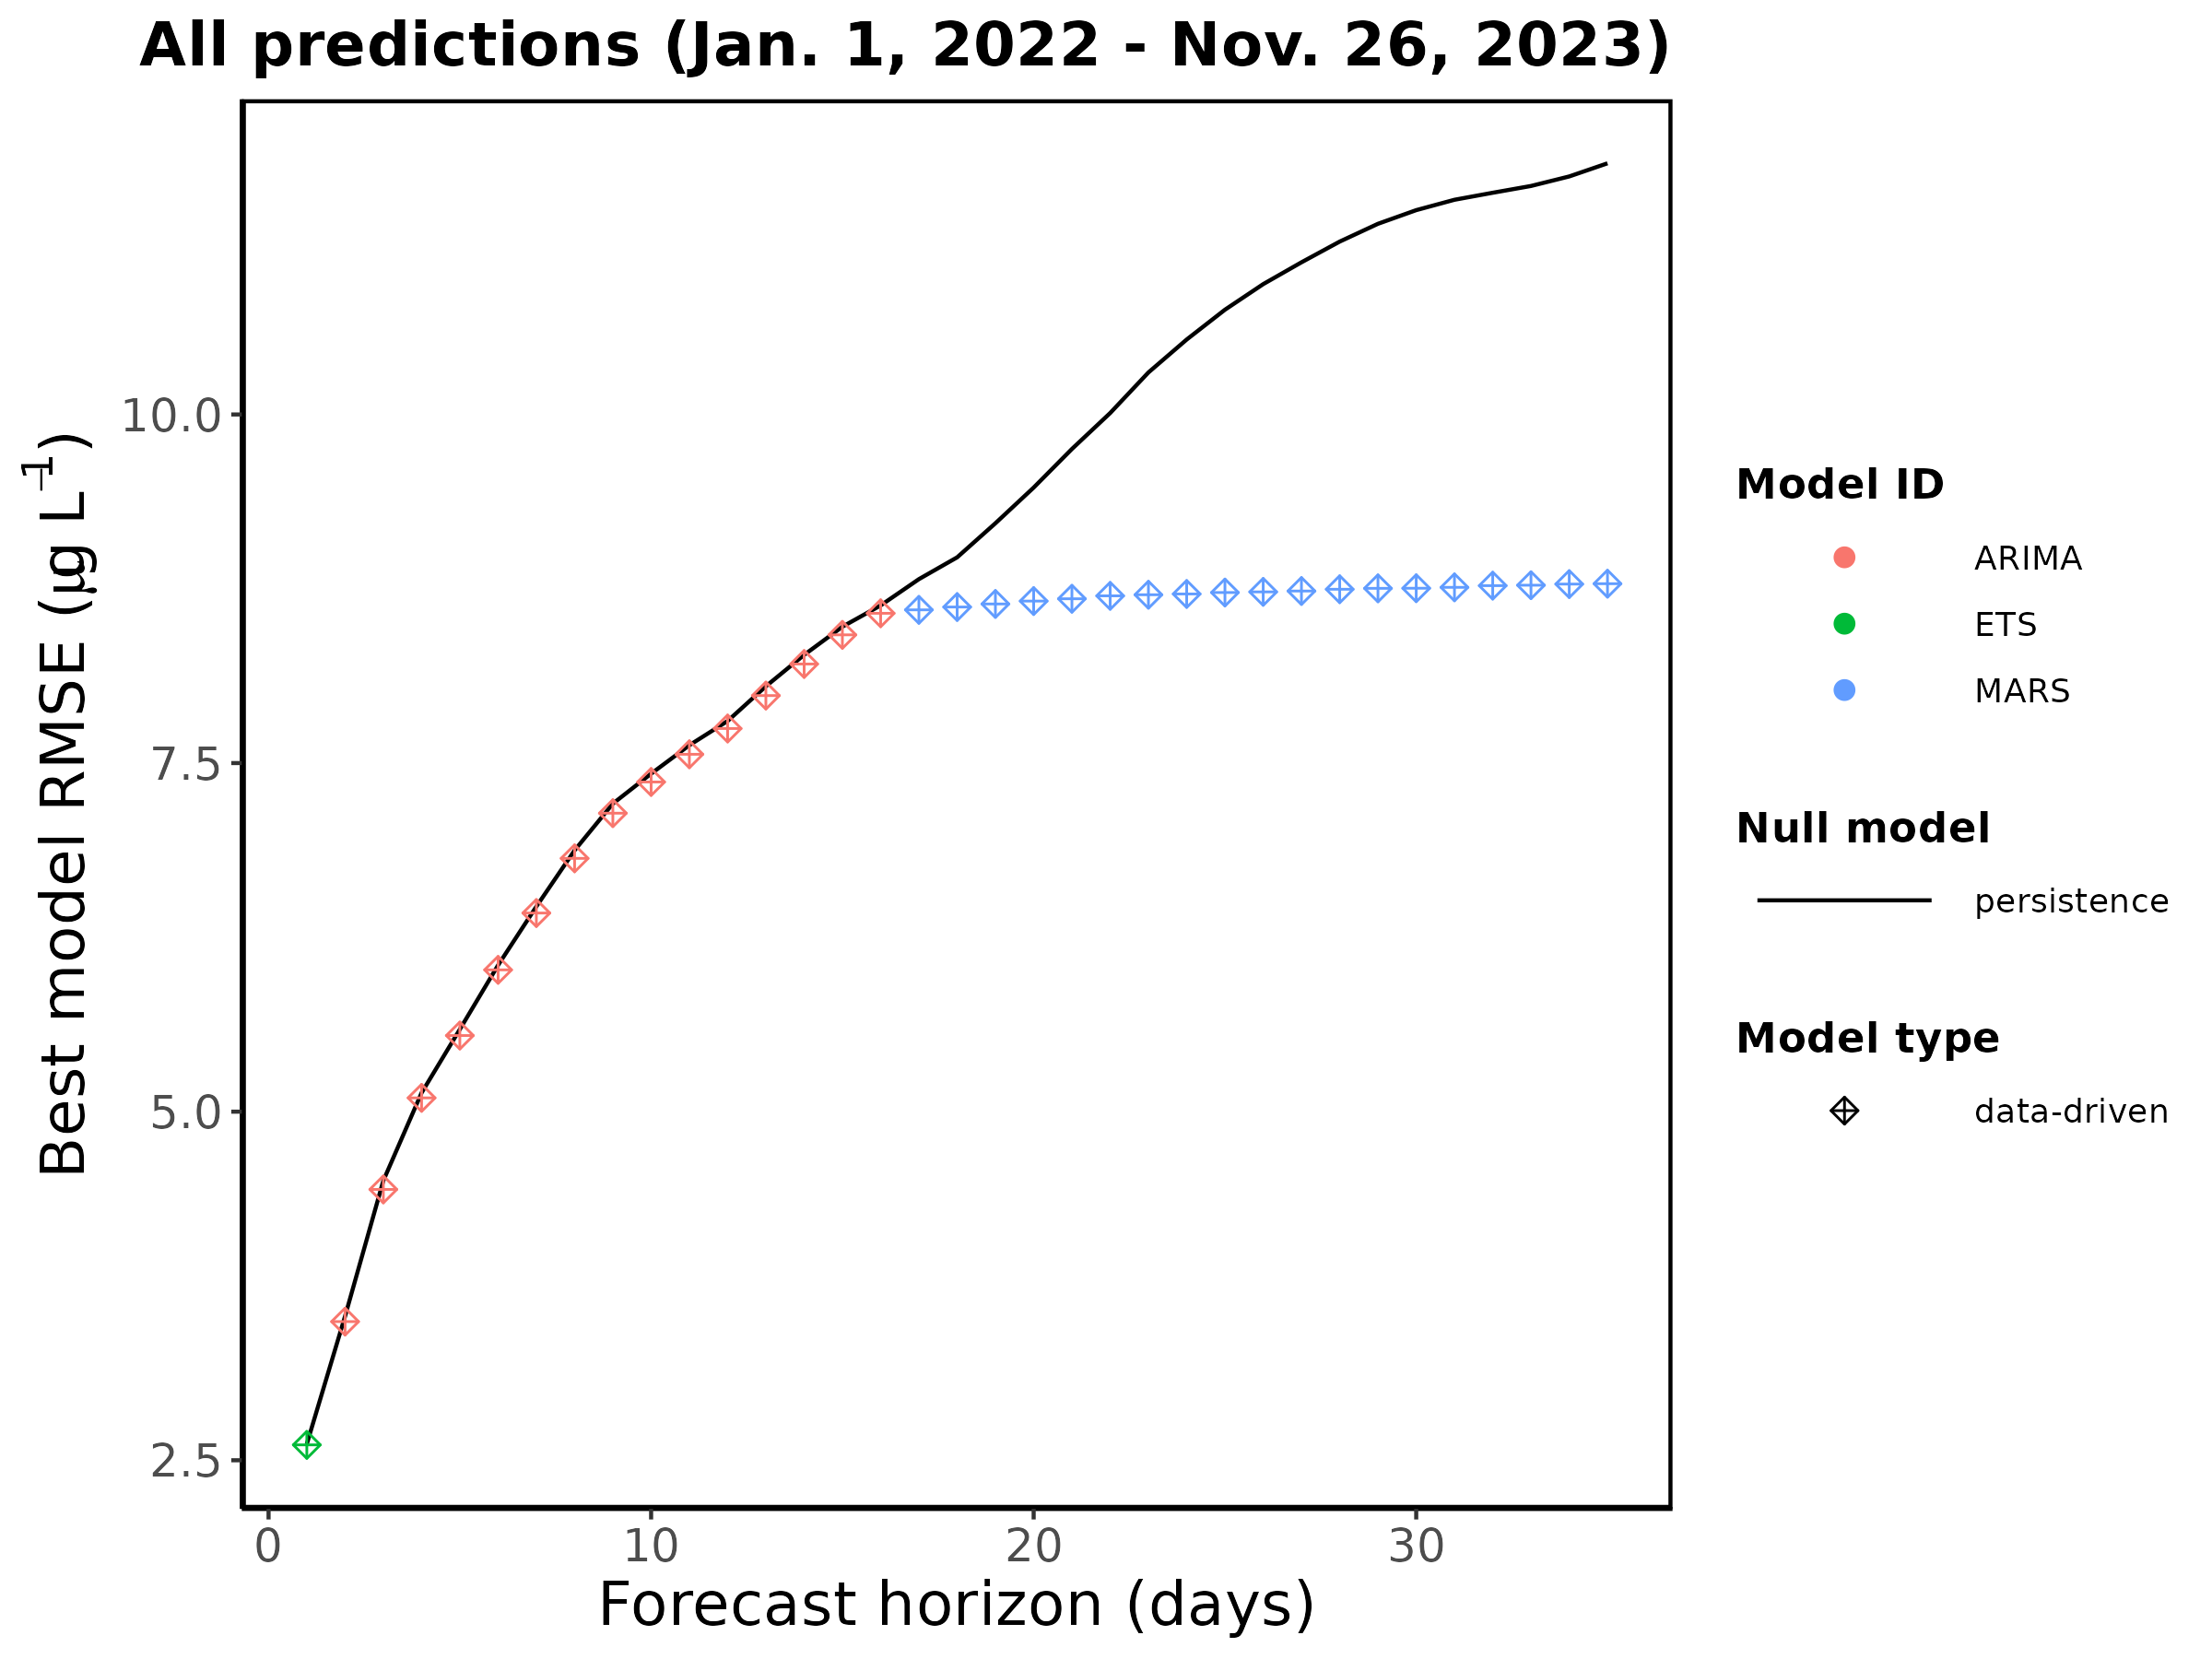 All predictions (Jan. 1, 2022 - Nov. 26, 2023)
Best model RMSE (µg L⁻¹)
10.0
7.5
5.0
2.5
0
10
20
30
Forecast horizon (days)
Model ID
ARIMA
ETS
MARS
Null model
persistence
Model type
data-driven